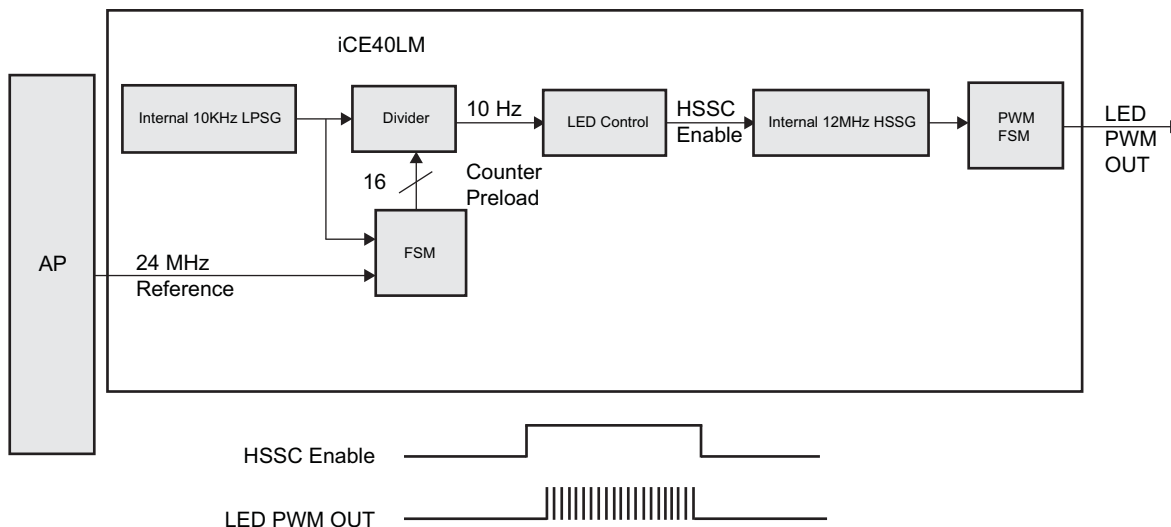 iCE40LM
Internal 10KHz LPSG
Divider
10 Hz
LED Control
HSSC
Enable
Internal 12MHz HSSG
PWM
FSM
LED
PWM
OUT
16
Counter
Preload
FSM
AP
24 MHz
Reference
HSSC Enable
LED PWM OUT